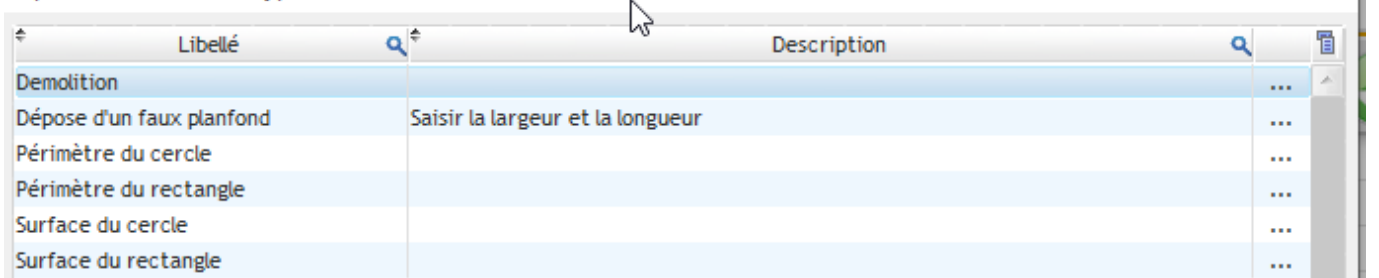 Libellé Description
Demolition ...
Dépose d'un faux planfond Saisir la largeur et la longueur ...
Périmètre du cercle ...
Périmètre du rectangle ...
Surface du cercle ...
Surface du rectangle ...